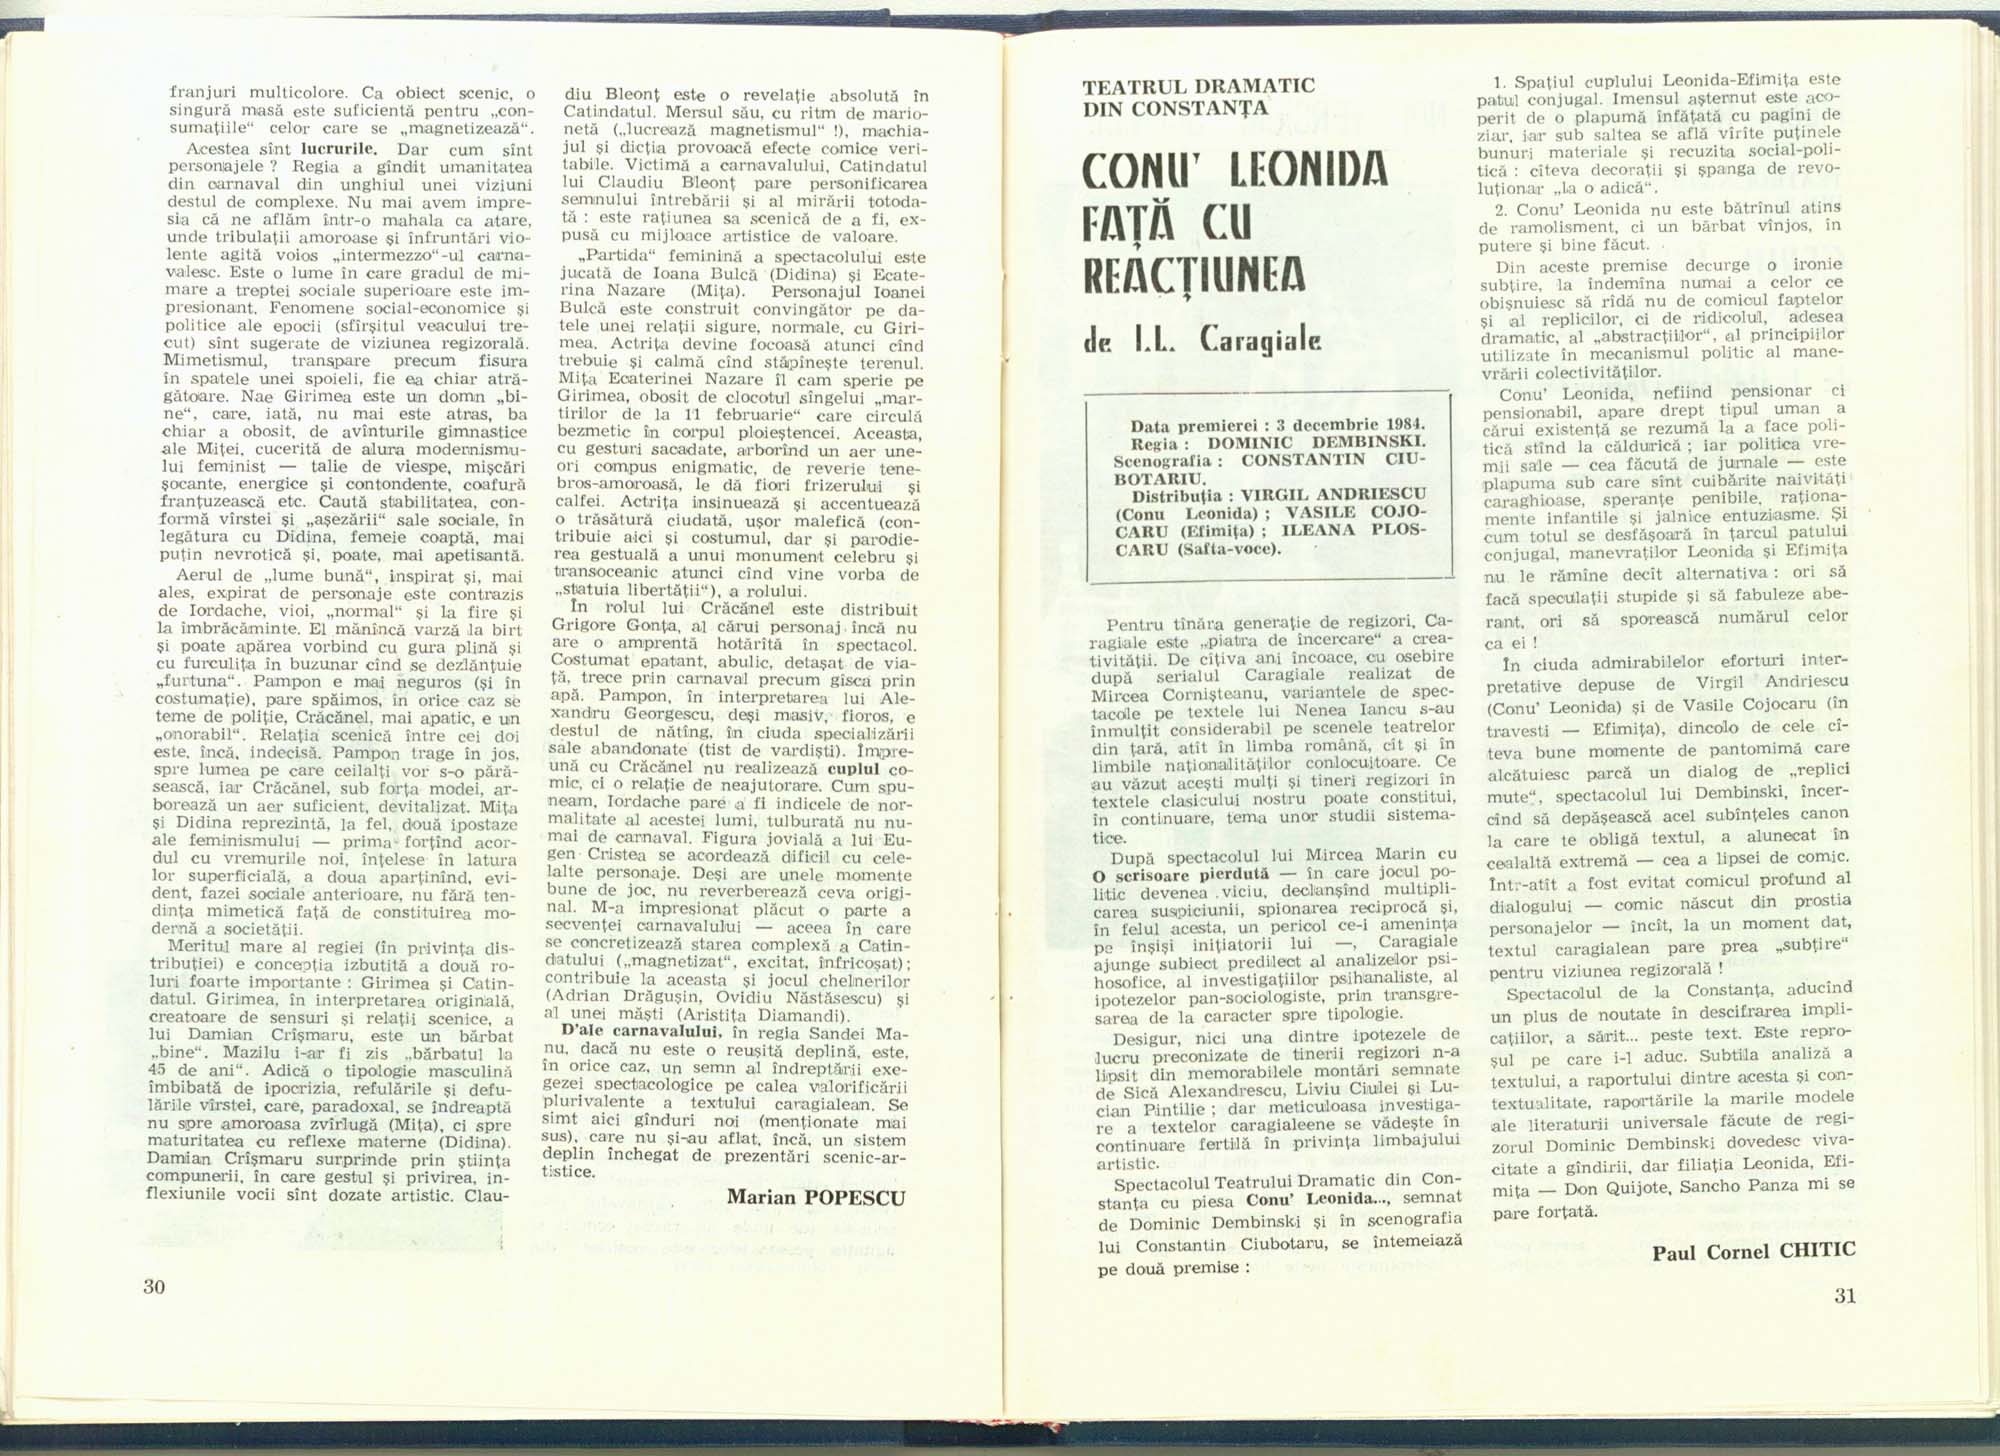 franjuri multicolore. Ca obiect scenic, o
singură masă este suficientă pentru „con-
sumațiile“ celor care se „magnetizează“.
Acestea sînt lucrurile. Dar cum sînt
personajele ? Regia a gîndit umanitatea
din carnaval din unghiul unei viziuni
destul de complexe. Nu mai avem impre-
sia că ne aflăm într-o mahala ca atare,
unde tribulații amoroase și înfruntări vio-
lente agită voios „intermezzo“-ul carna-
valesc. Este o lume în care gradul de mi-
mare a treptei sociale superioare este im-
presionant. Fenomene social-economice și
politice ale epocii (sfîrșitul veacului tre-
cut) sînt sugerate de viziunea regizorală.
Mimetismul, transpare precum fisura
în spatele unei spoieli, fie ea chiar atră-
gătoare. Nae Girimea este un domn „bi-
ne“, care, iată, nu mai este atras, ba
chiar a obosit, de avînturile gimnastice
ale Miței, cucerită de alura modernismu-
lui feminist — talie de viespe, mișcări
șocante, energice și contondente, coafură
franțuzească etc. Caută stabilitatea, con-
formă vîrstei și „așezării“ sale sociale, în
legătura cu Didina, femeie coaptă, mai
puțin nevrotică și, poate, mai apetisantă.
Aerul de „lume bună“, inspirat și, mai
ales, expirat de personaje este contrazis
de Iordache, vioi, „normal“ și la fire și
la îmbrăcăminte. El mănîncă varză la birt
și poate apărea vorbind cu gura plină și
cu furculița în buzunar cînd se dezlănțuie
„furtuna“. Pampon e mai neguros (și în
costumație), pare spăimos, în orice caz se
teme de poliție, Crăcănel, mai apatic, e un
„onorabil“. Relația scenică între cei doi
este, încă, indecisă. Pampon trage în jos,
spre lumea pe care ceilalți vor s-o pără-
sească, iar Crăcănel, sub forța modei, ar-
borează un aer suficient, devitalizat. Mița
și Didina reprezintă, la fel, două ipostaze
ale feminismului — prima forțînd acor-
dul cu vremurile noi, înțelese în latura
lor superficială, a doua aparținînd, evi-
dent, fazei sociale anterioare, nu fără ten-
dința mimetică față de constituirea mo-
dernă a societății.
Meritul mare al regiei (în privința dis-
tribuției) e concepția izbutită a două ro-
luri foarte importante : Girimea și Catin-
datul. Girimea, în interpretarea originală,
creatoare de sensuri și relații scenice, a
lui Damian Crîșmaru, este un bărbat
„bine“. Mazilu i-ar fi zis „bărbatul la
45 de ani“. Adică o tipologie masculină
îmbibată de ipocrizia, refulările și defu-
lările vîrstei, care, paradoxal, se îndreaptă
nu spre amoroasa zvîrlugă (Mița), ci spre
maturitatea cu reflexe materne (Didina).
Damian Crîșmaru surprinde prin știința
compunerii, în care gestul și privirea, in-
flexiunile vocii sînt dozate artistic. Clau-
diu Bleonț este o revelație absolută în
Catindatul. Mersul său, cu ritm de mario-
netă („lucrează magnetismul“ !), machia-
jul și dicția provoacă efecte comice veri-
tabile. Victimă a carnavalului, Catindatul
lui Claudiu Bleonț pare personificarea
semnului întrebării și al mirării totoda-
tă : este rațiunea sa scenică de a fi, ex-
pusă cu mijloace artistice de valoare.
„Partida“ feminină a spectacolului este
jucată de Ioana Bulcă (Didina) și Ecate-
rina Nazare (Mița). Personajul Ioanei
Bulcă este construit convingător pe da-
tele unei relații sigure, normale, cu Giri-
mea. Actrița devine focoasă atunci cînd
trebuie și calmă cînd stăpînește terenul.
Mița Ecaterinei Nazare îl cam sperie pe
Girimea, obosit de clocotul sîngelui „mar-
tirilor de la 11 februarie“ care circulă
bezmetic în corpul ploieștencei. Aceasta,
cu gesturi sacadate, arborînd un aer une-
ori compus enigmatic, de reverie tene-
bros-amoroasă, le dă fiori frizerului și
calfei. Actrița insinuează și accentuează
o trăsătură ciudată, ușor malefică (con-
tribuie aici și costumul, dar și parodie-
rea gestuală a unui monument celebru și
transoceanic atunci cînd vine vorba de
„statuia libertății“), a rolului.
În rolul lui Crăcănel este distribuit
Grigore Gonța, al cărui personaj încă nu
are o amprentă hotărîtă în spectacol.
Costumat epatant, abulic, detașat de via-
ță, trece prin carnaval precum gîsca prin
apă. Pampon, în interpretarea lui Ale-
xandru Georgescu, deși masiv, fioros, e
destul de nătîng, în ciuda specializării
sale abandonate (tist de vardiști). Împre-
ună cu Crăcănel nu realizează cuplul co-
mic, ci o relație de neajutorare. Cum spu-
neam, Iordache pare a fi indicele de nor-
malitate al acestei lumi, tulburată nu nu-
mai de carnaval. Figura jovială a lui Eu-
gen Cristea se acordează dificil cu cele-
lalte personaje. Deși are unele momente
bune de joc, nu reverberează ceva origi-
nal. M-a impresionat plăcut o parte a
secvenței carnavalului — aceea în care
se concretizează starea complexă a Catin-
datului („magnetizat“, excitat, înfricoșat) ;
contribuie la aceasta și jocul chelnerilor
(Adrian Drăgușin, Ovidiu Năstăsescu) și
al unei măști (Aristița Diamandi).
D'ale carnavalului, în regia Sandei Ma-
nu, dacă nu este o reușită deplină, este,
în orice caz, un semn al îndreptării exe-
gezei spectacologice pe calea valorificării
plurivalente a textului caragialean. Se
simt aici gînduri noi (menționate mai
sus), care nu și-au aflat, încă, un sistem
deplin închegat de prezentări scenic-ar-
tistice.
Marian POPESCU
30
TEATRUL DRAMATIC
DIN CONSTANȚA
CONU' LEONIDA
FAȚĂ CU
REACȚIUNEA
de I.L. Caragiale
Data premierei : 3 decembrie 1984.
Regia : DOMINIC DEMBINSKI.
Scenografia : CONSTANTIN CIU-
BOTARIU.
Distribuția : VIRGIL ANDRIESCU
(Conu Leonida) ; VASILE COJO-
CARU (Efimița) ; ILEANA PLOS-
CARU (Safta-voce).
Pentru tînăra generație de regizori, Ca-
ragiale este „piatra de încercare“ a crea-
tivității. De cîțiva ani încoace, cu osebire
după serialul Caragiale realizat de
Mircea Cornișteanu, variantele de spec-
tacole pe textele lui Nenea Iancu s-au
înmulțit considerabil pe scenele teatrelor
din țară, atît în limba română, cît și în
limbile naționalităților conlocuitoare. Ce
au văzut acești mulți și tineri regizori în
textele clasicului nostru poate constitui,
în continuare, tema unor studii sistema-
tice.
După spectacolul lui Mircea Marin cu
O scrisoare pierdută — în care jocul po-
litic devenea viciu, declanșînd multipli-
carea suspiciunii, spionarea reciprocă și,
în felul acesta, un pericol ce-i amenința
pe înșiși inițiatorii lui —, Caragiale
ajunge subiect predilect al analizelor psi-
hosofice, al investigațiilor psihanaliste, al
ipotezelor pan-sociologiste, prin transgre-
sarea de la caracter spre tipologie.
Desigur, nici una dintre ipotezele de
lucru preconizate de tinerii regizori n-a
lipsit din memorabilele montări semnate
de Sică Alexandrescu, Liviu Ciulei și Lu-
cian Pintilie ; dar meticuloasa investiga-
re a textelor caragialeene se vădește în
continuare fertilă în privința limbajului
artistic.
Spectacolul Teatrului Dramatic din Con-
stanța cu piesa Conu' Leonida..., semnat
de Dominic Dembinski și în scenografia
lui Constantin Ciubotaru, se întemeiază
pe două premise :
1. Spațiul cuplului Leonida-Efimița este
patul conjugal. Imensul așternut este aco-
perit de o plapumă înfățată cu pagini de
ziar, iar sub saltea se află vîrîte puținele
bunuri materiale și recuzita social-poli-
tică : cîteva decorații și spanga de revo-
luționar „la o adică“.
2. Conu' Leonida nu este bătrînul atins
de ramolisment, ci un bărbat vînjos, în
putere și bine făcut.
Din aceste premise decurge o ironie
subțire, la îndemîna numai a celor ce
obișnuiesc să rîdă nu de comicul faptelor
și al replicilor, ci de ridicolul, adesea
dramatic, al „abstracțiilor“, al principiilor
utilizate în mecanismul politic al mane-
vrării colectivităților.
Conu' Leonida, nefiind pensionar ci
pensionabil, apare drept tipul uman a
cărui existență se rezumă la a face poli-
tică stînd la căldurică ; iar politica vre-
mii sale — cea făcută de jurnale — este
plapuma sub care sînt cuibărite naivități
caraghioase, speranțe penibile, raționa-
mente infantile și jalnice entuziasme. Și
cum totul se desfășoară în țarcul patului
conjugal, manevraților Leonida și Efimița
nu le rămîne decît alternativa : ori să
facă speculații stupide și să fabuleze abe-
rant, ori să sporească numărul celor
ca ei !
În ciuda admirabilelor eforturi inter-
pretative depuse de Virgil Andriescu
(Conu' Leonida) și de Vasile Cojocaru (în
travesti — Efimița), dincolo de cele cî-
teva bune momente de pantomimă care
alcătuiesc parcă un dialog de „replici
mute“, spectacolul lui Dembinski, încer-
cînd să depășească acel subînțeles canon
la care te obligă textul, a alunecat în
cealaltă extremă — cea a lipsei de comic.
Într-atît a fost evitat comicul profund al
dialogului — comic născut din prostia
personajelor — încît, la un moment dat,
textul caragialean pare prea „subțire“
pentru viziunea regizorală !
Spectacolul de la Constanța, aducînd
un plus de noutate în descifrarea impli-
cațiilor, a sărit... peste text. Este repro-
șul pe care i-l aduc. Subtila analiză a
textului, a raportului dintre acesta și con-
textualitate, raportările la marile modele
ale literaturii universale făcute de regi-
zorul Dominic Dembinski dovedesc viva-
citate a gîndirii, dar filiația Leonida, Efi-
mița — Don Quijote, Sancho Panza mi se
pare forțată.
Paul Cornel CHITIC
31